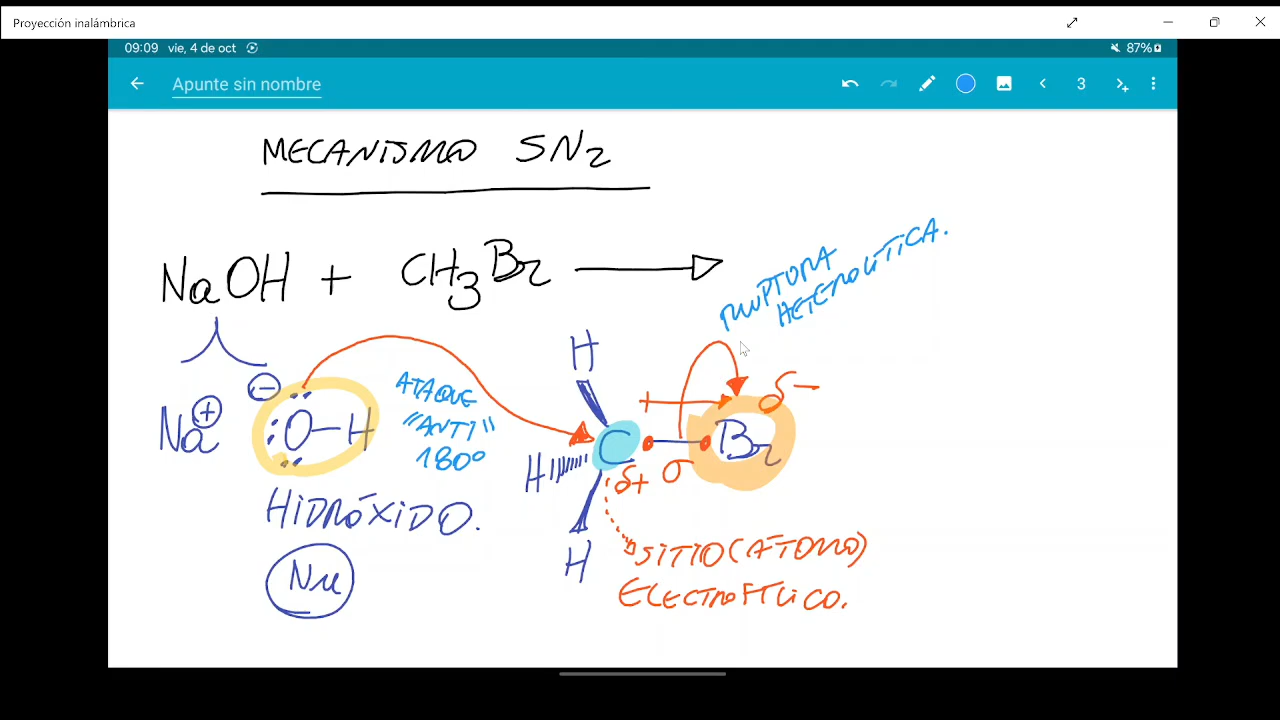 Proyección inalámbrica
09:09 vie, 4 de oct
87%
Apunte sin nombre
3
MECANISMO SN2
NaOH + CH3Br
RUPTURA
HETEROLÍTICA.
Na+
− O−H
HIDRÓXIDO.
Nu
ATAQUE
"ANTI"
180º
H
H
H
C
δ+
σ
Br
δ−
SITIO (ÁTOMO)
ELECTROFÍLICO.